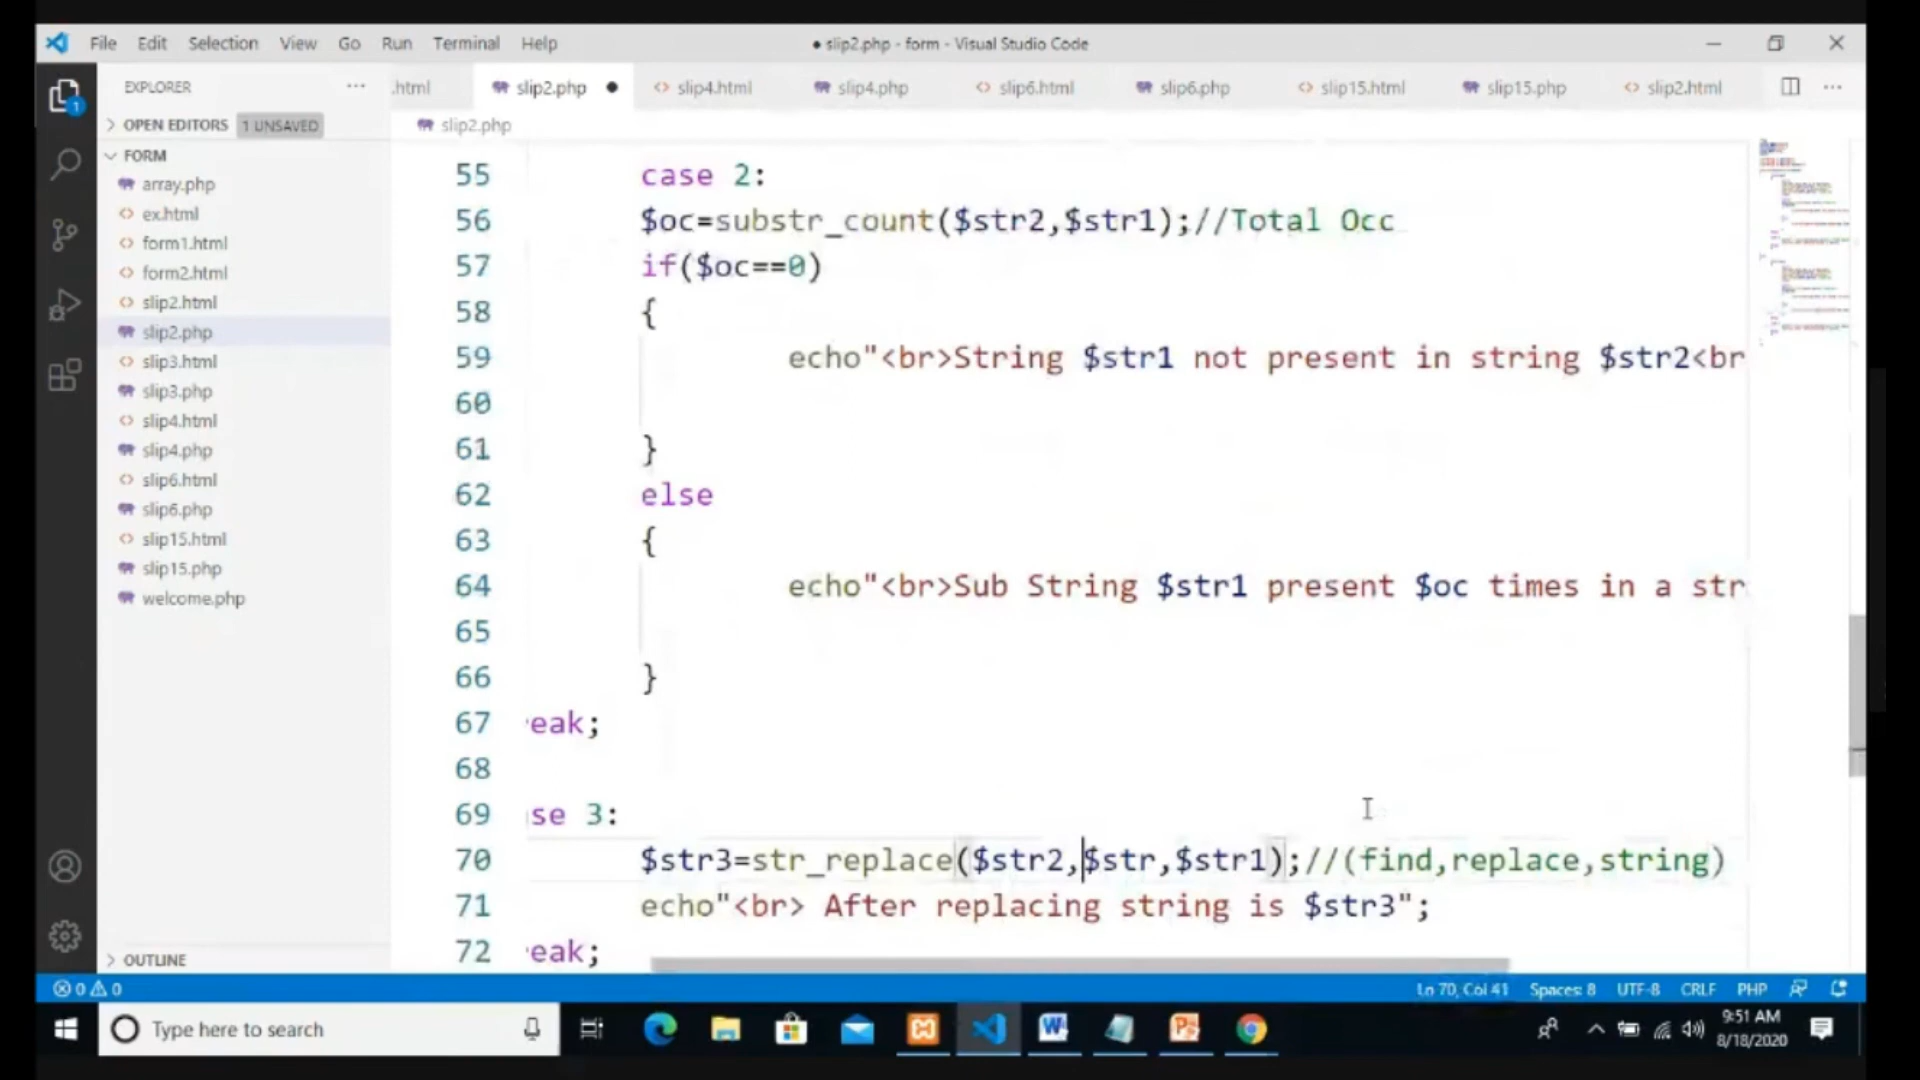 File Edit Selection View Go Run Terminal Help
● slip2.php - form - Visual Studio Code
EXPLORER
.html slip2.php slip4.html slip4.php slip6.html slip6.php slip15.html slip15.php slip2.html
OPEN EDITORS 1 UNSAVED
slip2.php
FORM
array.php
ex.html
form1.html
form2.html
slip2.html
slip2.php
slip3.html
slip3.php
slip4.html
slip4.php
slip6.html
slip6.php
slip15.html
slip15.php
welcome.php
OUTLINE
1
55 case 2:
56 $oc=substr_count($str2,$str1);//Total Occ
57 if($oc==0)
58 {
59 echo"<br>String $str1 not present in string $str2<br
60
61 }
62 else
63 {
64 echo"<br>Sub String $str1 present $oc times in a str
65
66 }
67 eak;
68
69 se 3:
70 $str3=str_replace($str2,$str,$str1);//(find,replace,string)
71 echo"<br> After replacing string is $str3";
72 eak;
0 0 Ln 70, Col 41 Spaces: 8 UTF-8 CRLF PHP
Type here to search
9:51 AM
8/18/2020